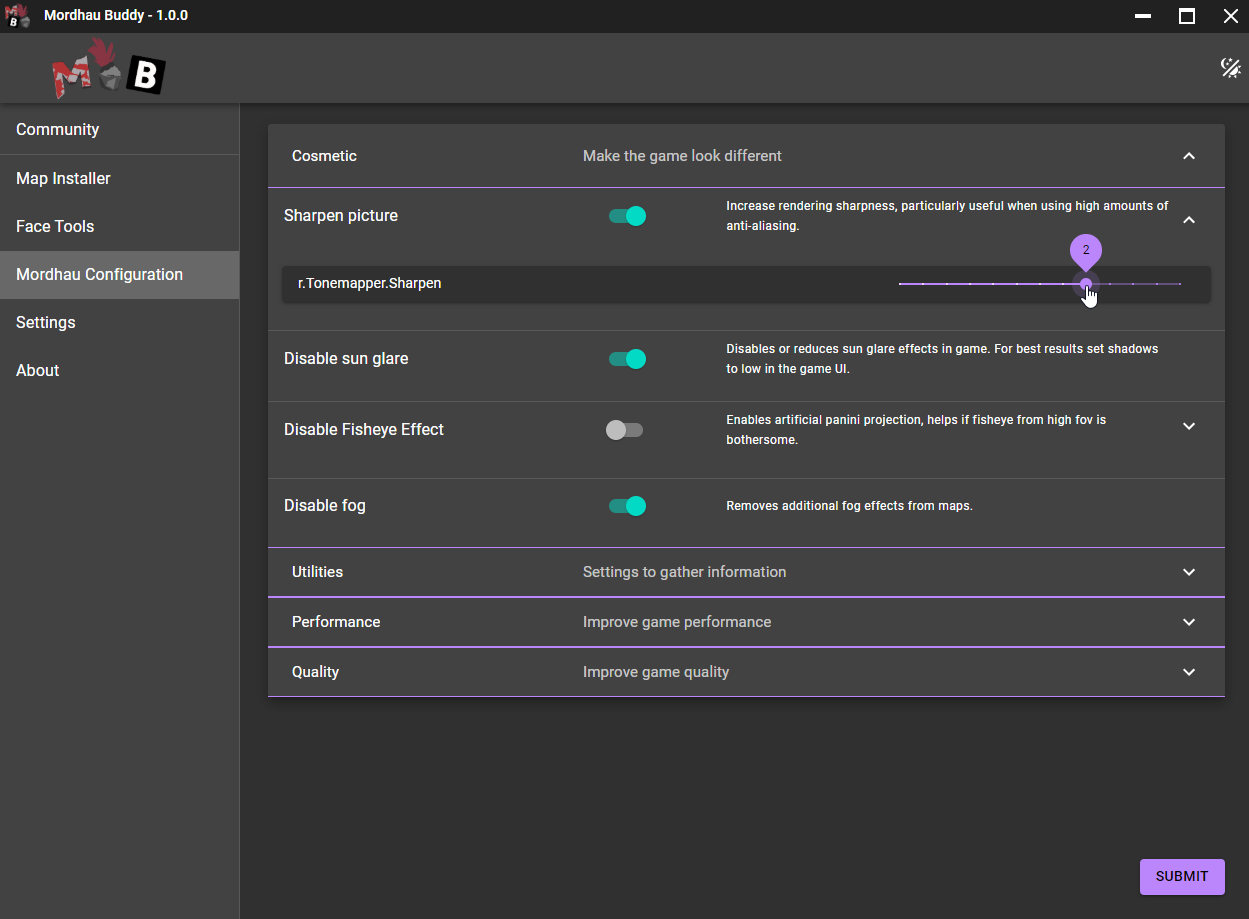 Mordhau Buddy - 1.0.0
M B
Community
Map Installer
Face Tools
Mordhau Configuration
Settings
About
Cosmetic Make the game look different
Sharpen picture
Increase rendering sharpness, particularly useful when using high amounts of
anti-aliasing.
2
r.Tonemapper.Sharpen
Disable sun glare
Disables or reduces sun glare effects in game. For best results set shadows
to low in the game UI.
Disable Fisheye Effect
Enables artificial panini projection, helps if fisheye from high fov is
bothersome.
Disable fog
Removes additional fog effects from maps.
Utilities Settings to gather information
Performance Improve game performance
Quality Improve game quality
SUBMIT